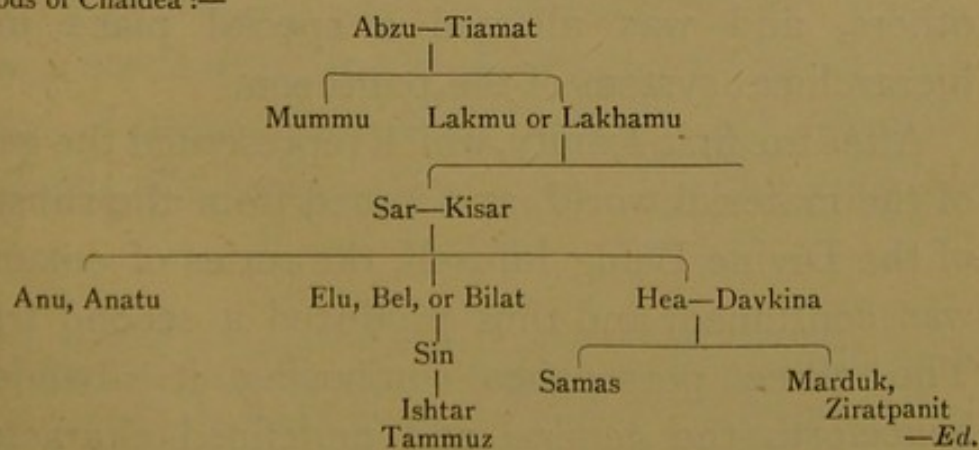 ods of Chaldea :—
Abzu—Tiamat
Mummu Lakmu or Lakhamu
Sar—Kisar
Anu, Anatu Elu, Bel, or Bilat Hea—Davkina
Sin
Samas Marduk,
Ishtar Ziratpanit
Tammuz —Ed.